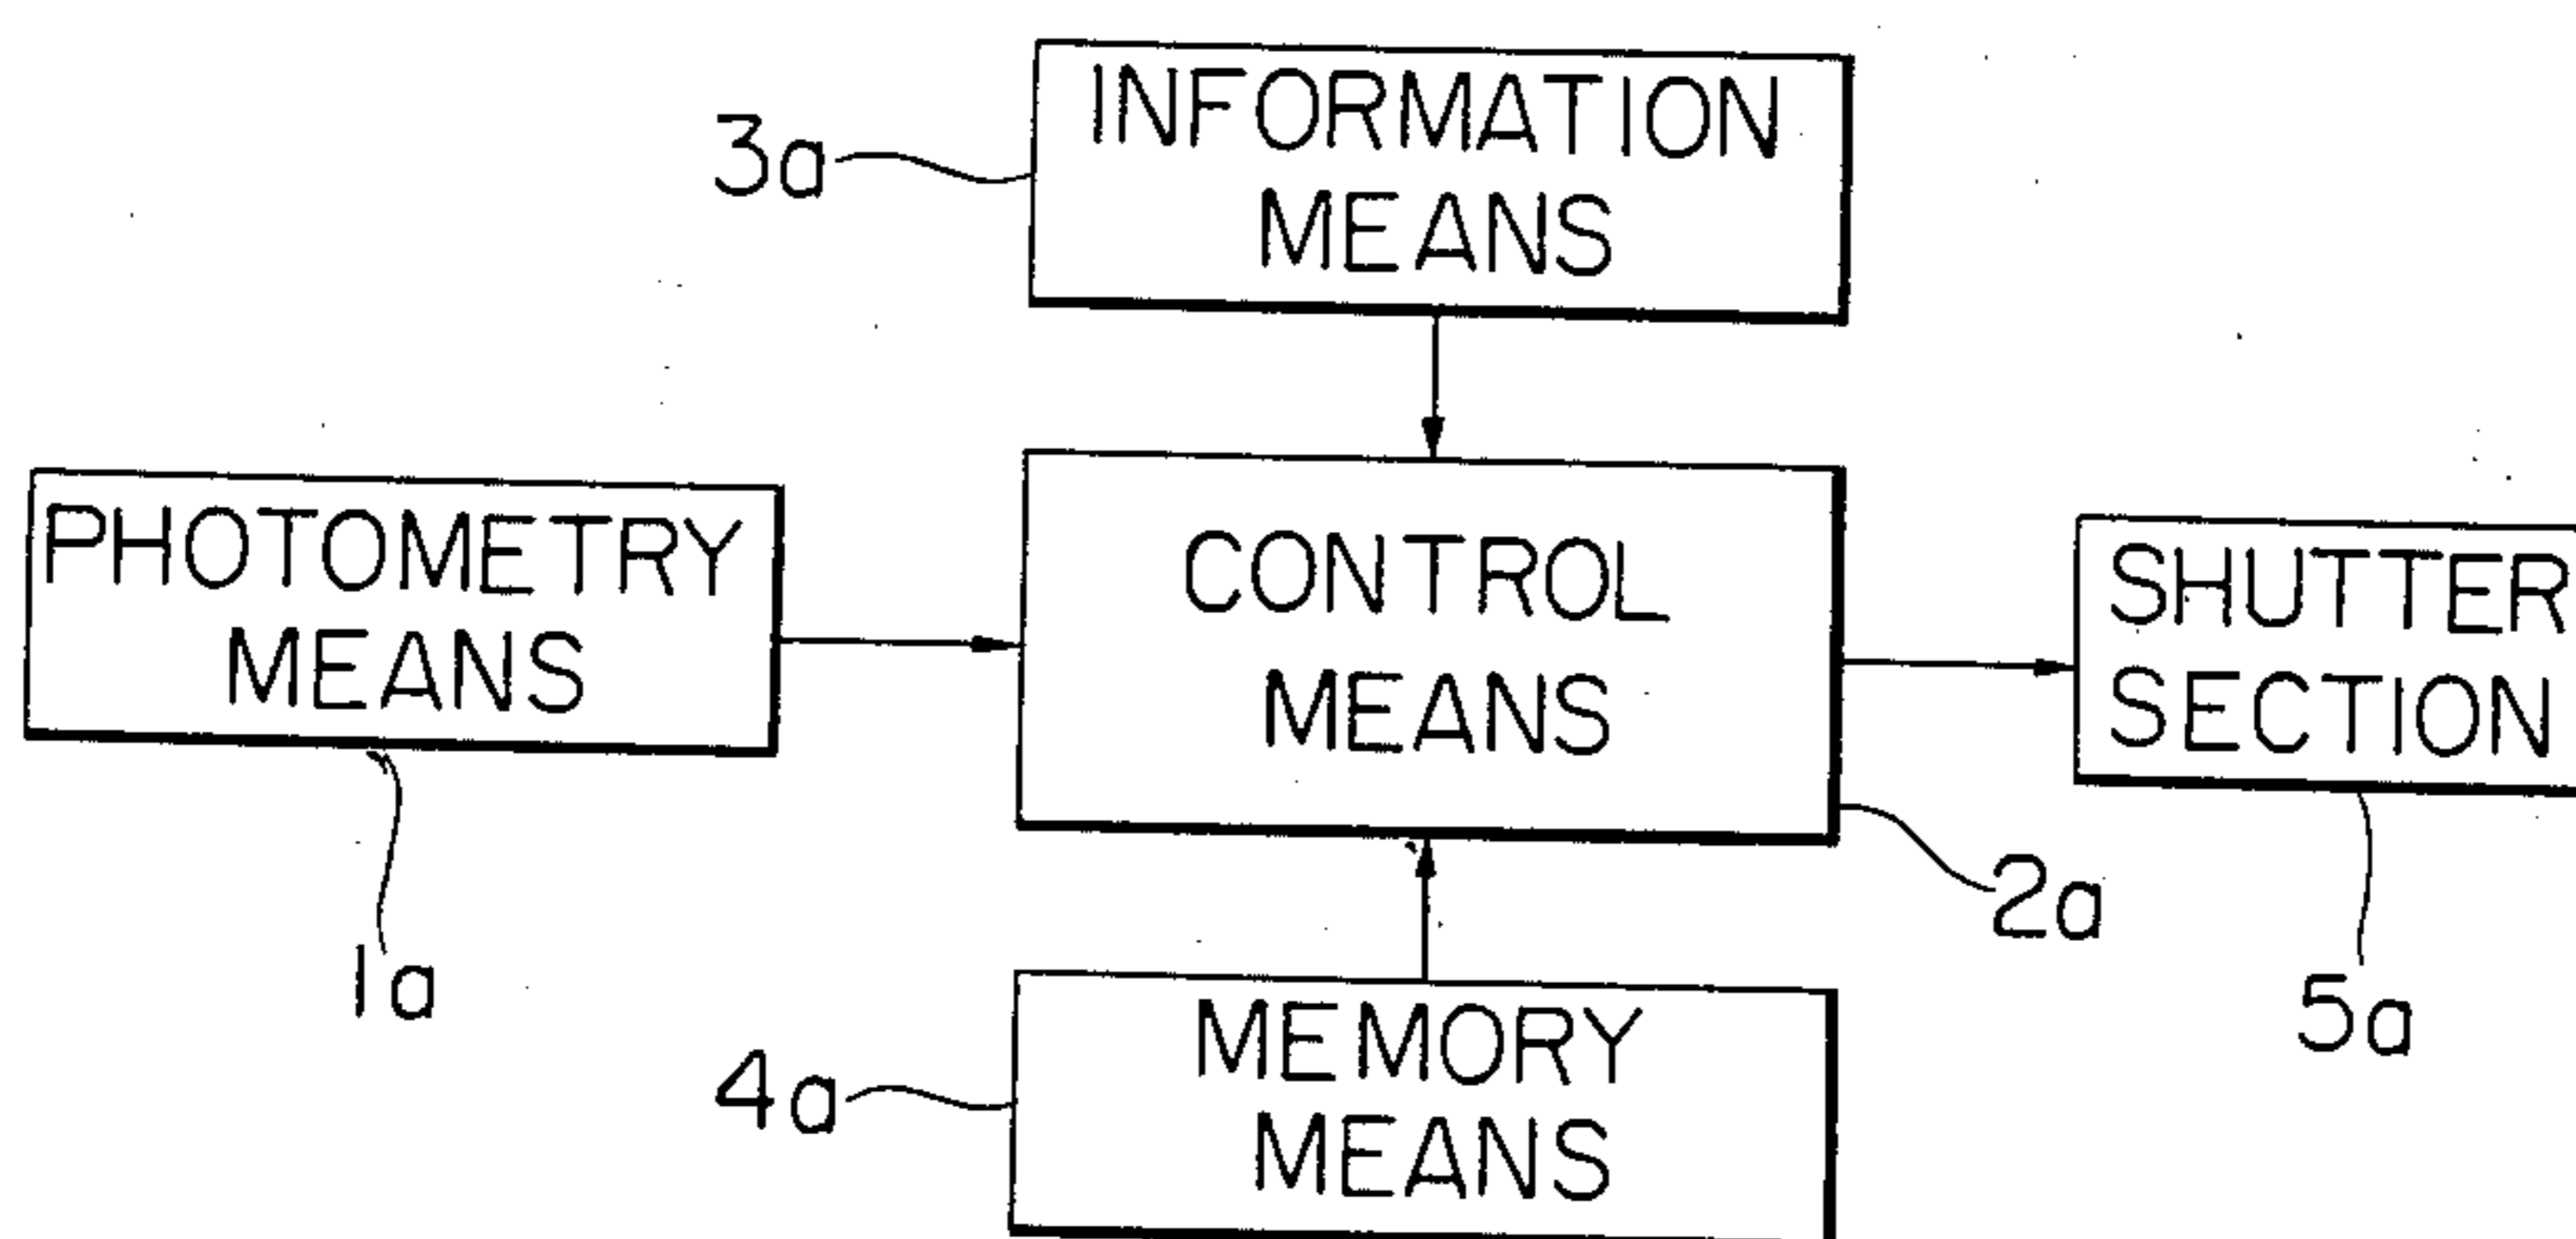 3a
INFORMATION
MEANS
PHOTOMETRY
MEANS
1a
CONTROL
MEANS
2a
SHUTTER
SECTION
5a
4a
MEMORY
MEANS